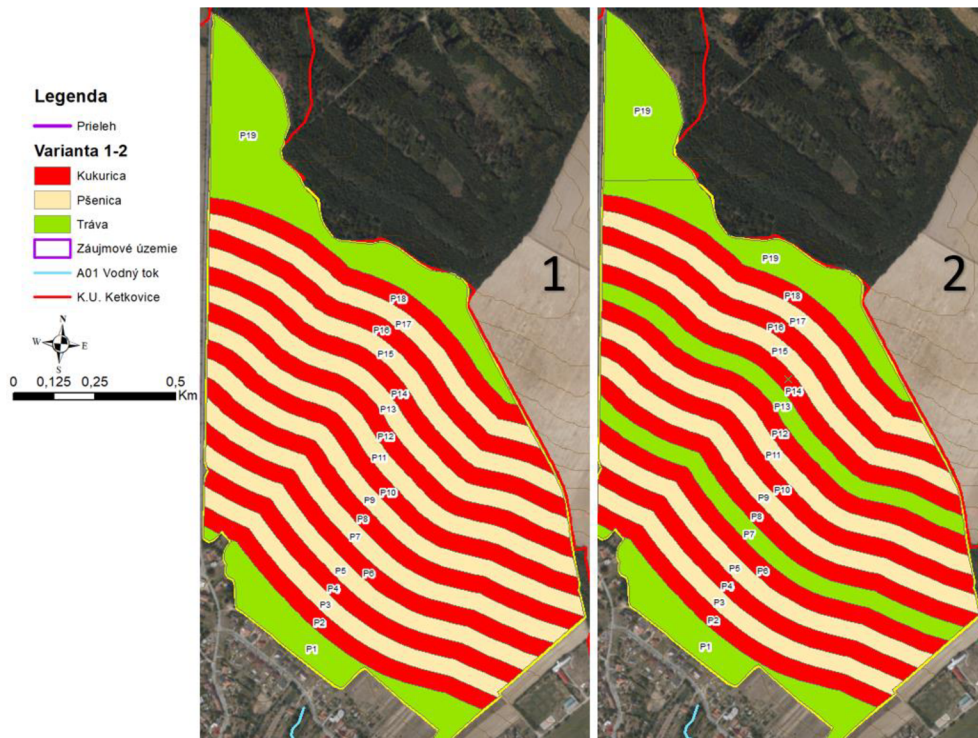 Legenda
Prieleh
Varianta 1-2
Kukurica
Pšenica
Tráva
Záujmové územie
A01 Vodný tok
K.U. Ketkovice
N
W E
S
0 0,125 0,25 0,5
Km
1
P19
P18
P17
P16
P15
P14
P13
P12
P11
P10
P9
P8
P7
P6
P5
P4
P3
P2
P1
2
P19
P19
P18
P17
P16
P15
P14
P13
P12
P11
P10
P9
P8
P7
P6
P5
P4
P3
P2
P1